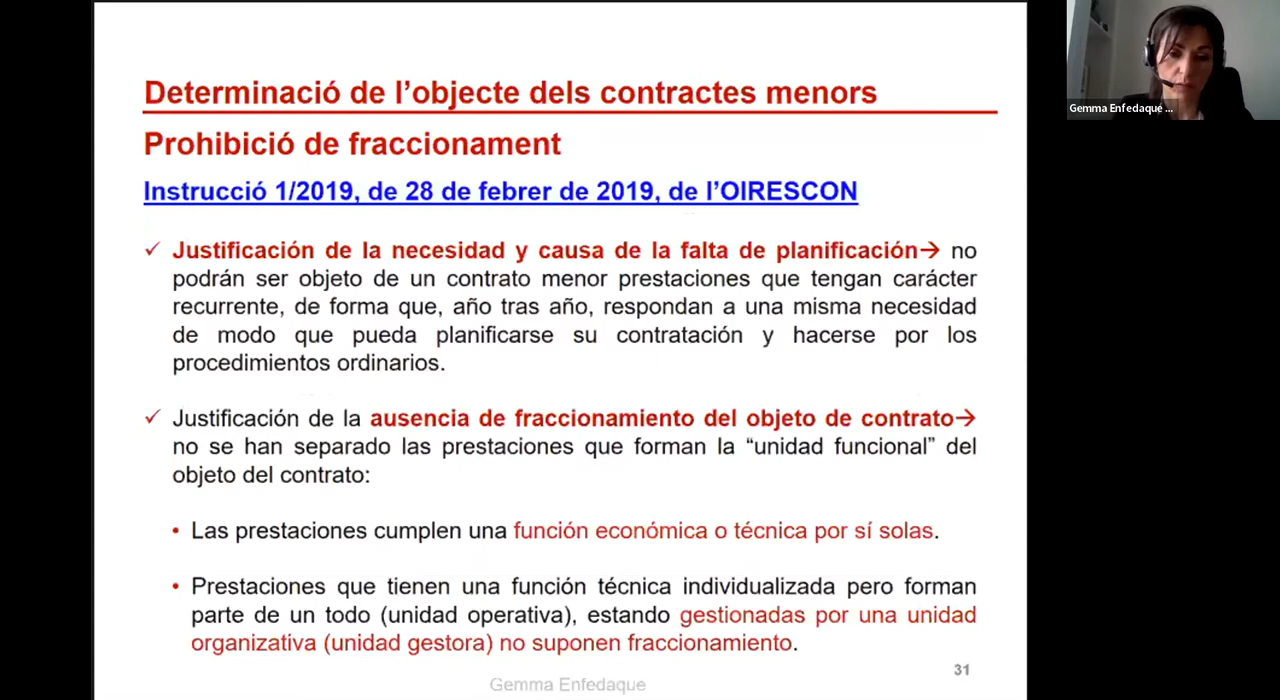 Determinació de l’objecte dels contractes menors
Prohibició de fraccionament
Instrucció 1/2019, de 28 de febrer de 2019, de l’OIRESCON
✓ Justificación de la necesidad y causa de la falta de planificación→ no
podrán ser objeto de un contrato menor prestaciones que tengan carácter
recurrente, de forma que, año tras año, respondan a una misma necesidad
de modo que pueda planificarse su contratación y hacerse por los
procedimientos ordinarios.
✓ Justificación de la ausencia de fraccionamiento del objeto de contrato→
no se han separado las prestaciones que forman la “unidad funcional” del
objeto del contrato:
• Las prestaciones cumplen una función económica o técnica por sí solas.
• Prestaciones que tienen una función técnica individualizada pero forman
parte de un todo (unidad operativa), estando gestionadas por una unidad
organizativa (unidad gestora) no suponen fraccionamiento.
31
Gemma Enfedaque
Gemma Enfedaque ...